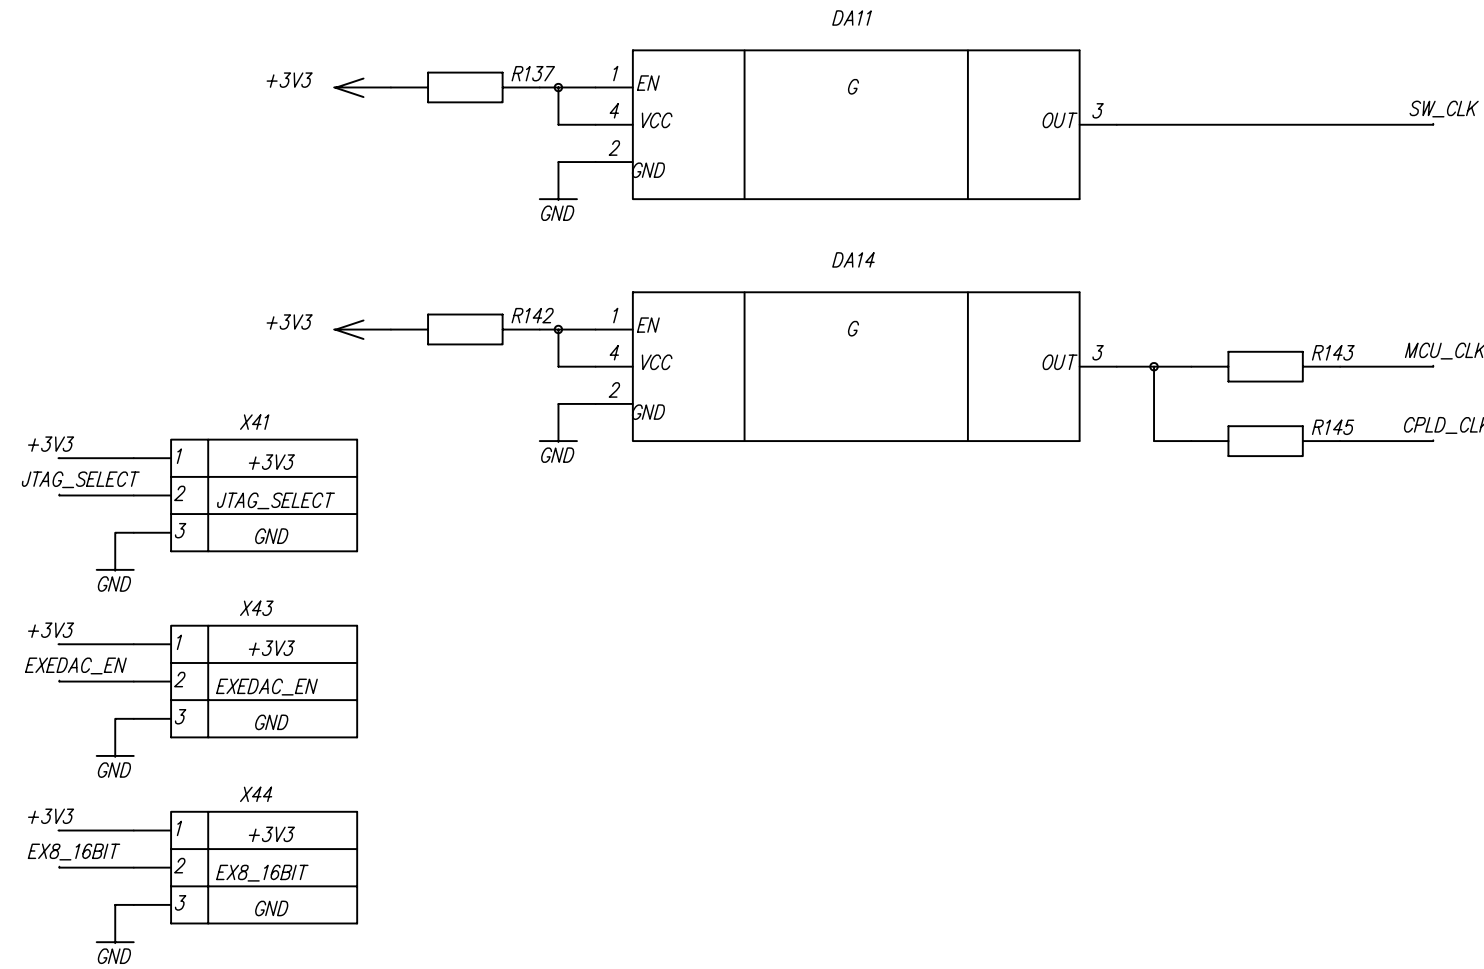 DA11
+3V3 R137 1 EN G
4 VCC OUT 3 SW_CLK
2 GND
GND
DA14
+3V3 R142 1 EN G
4 VCC OUT 3 R143 MCU_CLK
2 GND
GND
R145 CPLD_CLK
X41
+3V3 1 +3V3
JTAG_SELECT 2 JTAG_SELECT
3 GND
GND
X43
+3V3 1 +3V3
EXEDAC_EN 2 EXEDAC_EN
3 GND
GND
X44
+3V3 1 +3V3
EX8_16BIT 2 EX8_16BIT
3 GND
GND